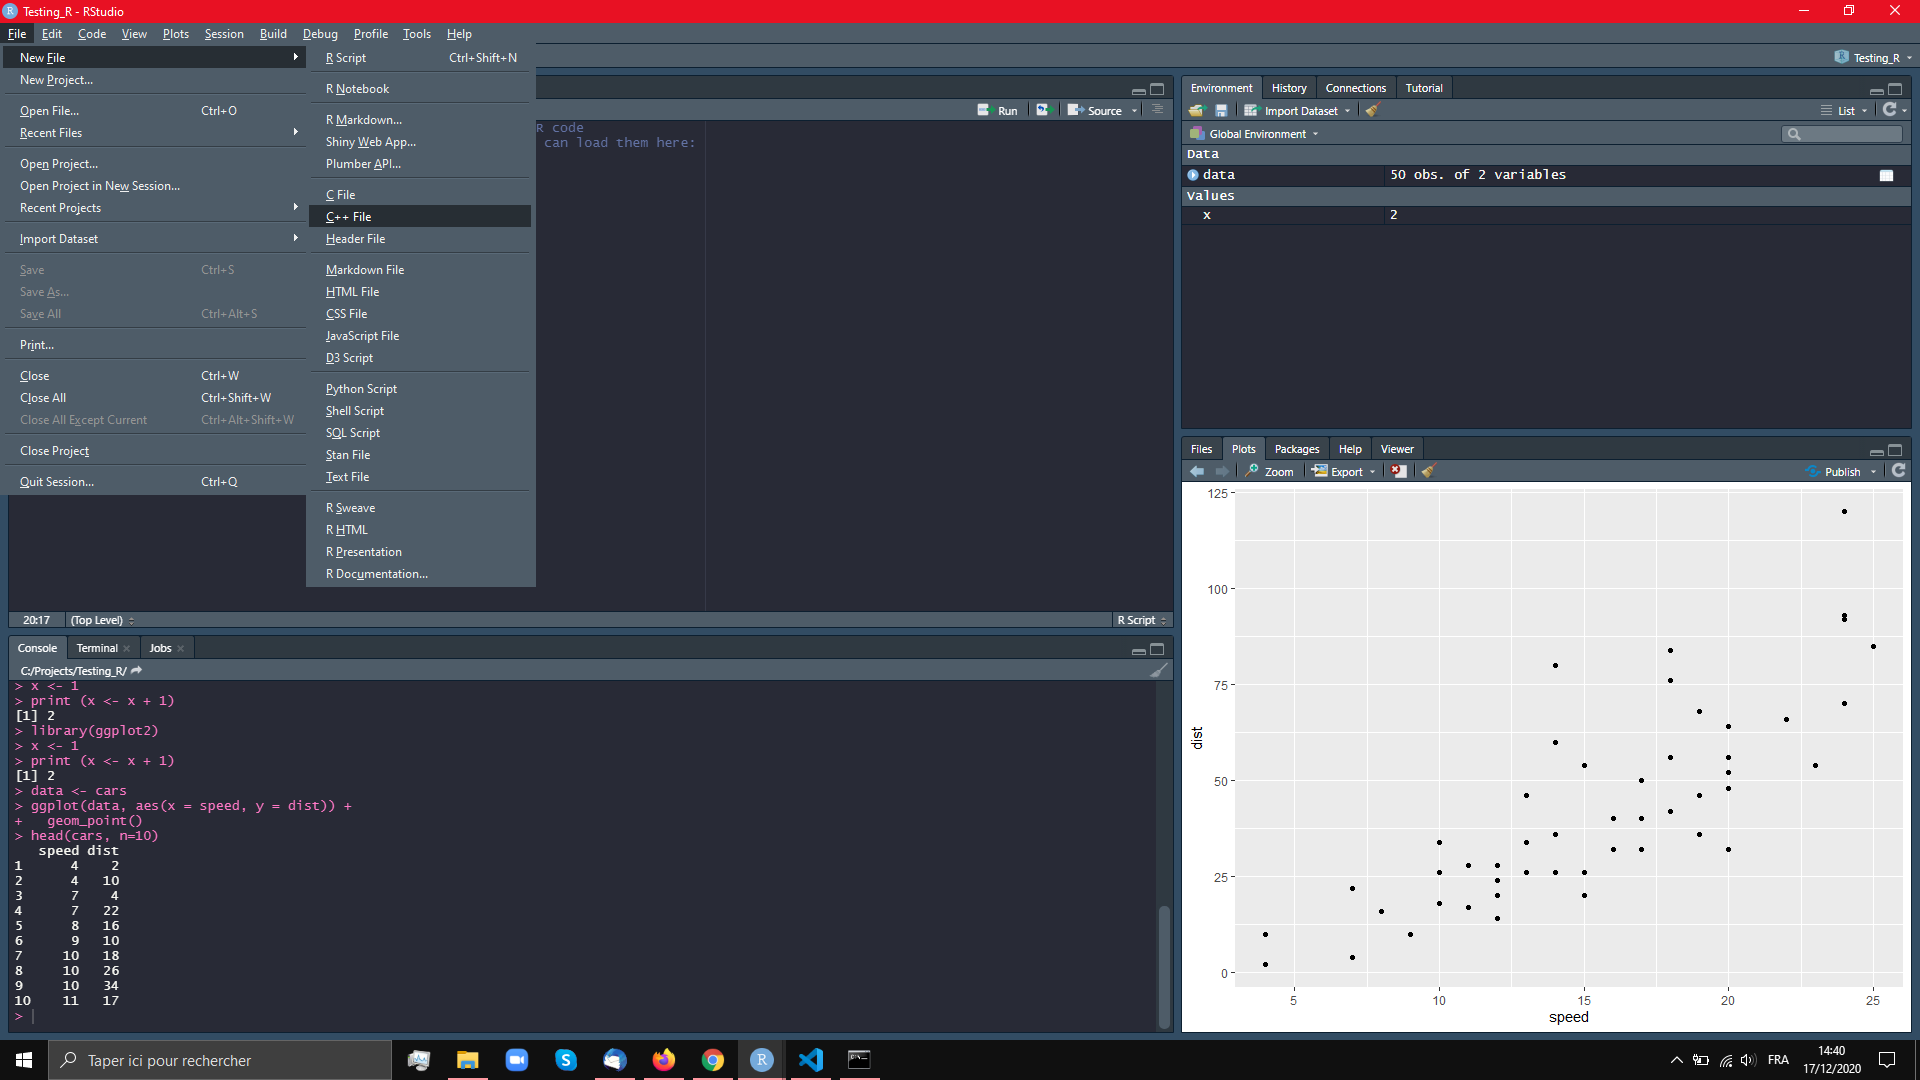 Testing_R - RStudio
File Edit Code View Plots Session Build Debug Profile Tools Help
New File
New Project...
Open File... Ctrl+O
Recent Files
Open Project...
Open Project in New Session...
Recent Projects
Import Dataset
Save Ctrl+S
Save As...
Save All Ctrl+Alt+S
Print...
Close Ctrl+W
Close All Ctrl+Shift+W
Close All Except Current Ctrl+Alt+Shift+W
Close Project
Quit Session... Ctrl+Q
R Script Ctrl+Shift+N
R Notebook
R Markdown...
Shiny Web App...
Plumber API...
C File
C++ File
Header File
Markdown File
HTML File
CSS File
JavaScript File
D3 Script
Python Script
Shell Script
SQL Script
Stan File
Text File
R Sweave
R HTML
R Presentation
R Documentation...
Testing_R
Run Source
R code
can load them here:
20:17 (Top Level) R Script
Console Terminal Jobs
C:/Projects/Testing_R/
> x <- 1
> print (x <- x + 1)
[1] 2
> library(ggplot2)
> x <- 1
> print (x <- x + 1)
[1] 2
> data <- cars
> ggplot(data, aes(x = speed, y = dist)) +
+   geom_point()
> head(cars, n=10)
speed dist
1 4 2
2 4 10
3 7 4
4 7 22
5 8 16
6 9 10
7 10 18
8 10 26
9 10 34
10 11 17
>
Environment History Connections Tutorial
Import Dataset List
Global Environment
Data
data 50 obs. of 2 variables
Values
x 2
Files Plots Packages Help Viewer
Zoom Export Publish
125
100
75
50
25
0
dist
5 10 15 20 25
speed
Taper ici pour rechercher
FRA
14:40
17/12/2020